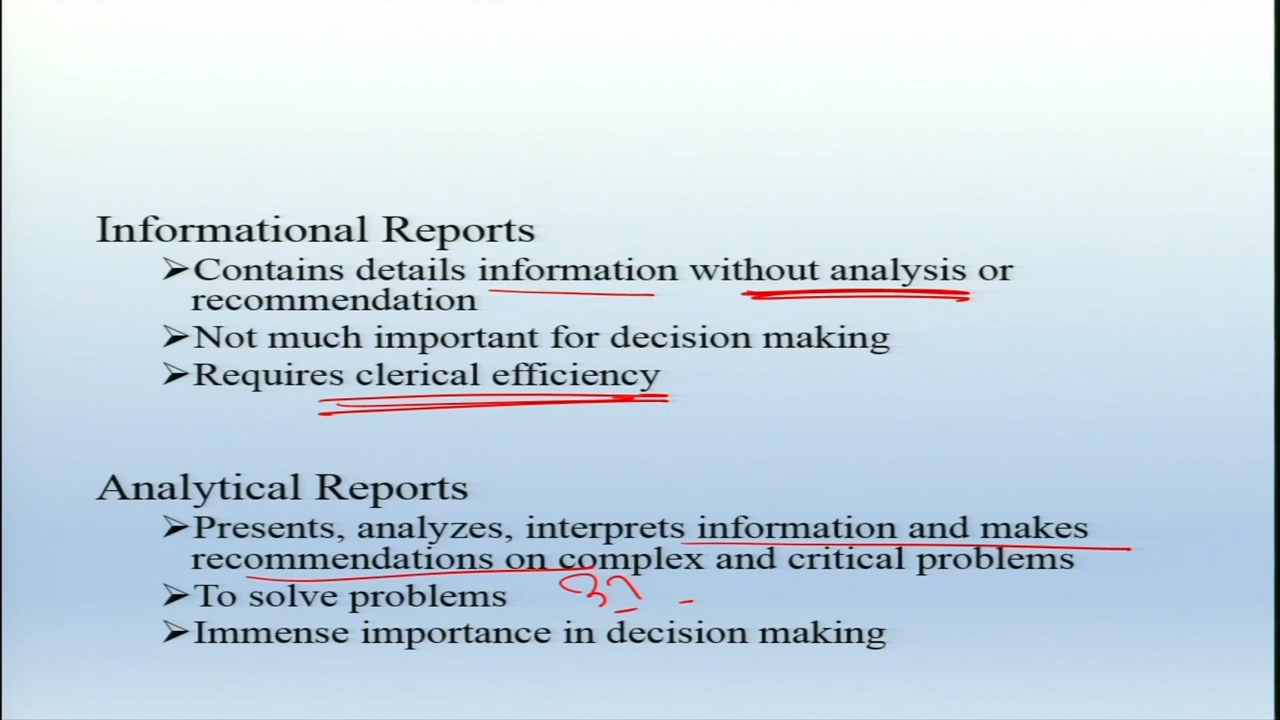 Informational Reports
➢Contains details information without analysis or
recommendation
➢Not much important for decision making
➢Requires clerical efficiency
Analytical Reports
➢Presents, analyzes, interprets information and makes
recommendations on complex and critical problems
➢To solve problems
➢Immense importance in decision making